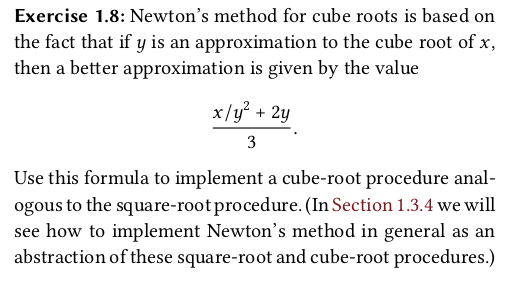 Exercise 1.8: Newton's method for cube roots is based on
the fact that if y is an approximation to the cube root of x,
then a better approximation is given by the value
x/y² + 2y
3 .
Use this formula to implement a cube-root procedure anal-
ogous to the square-root procedure. (In Section 1.3.4 we will
see how to implement Newton's method in general as an
abstraction of these square-root and cube-root procedures.)